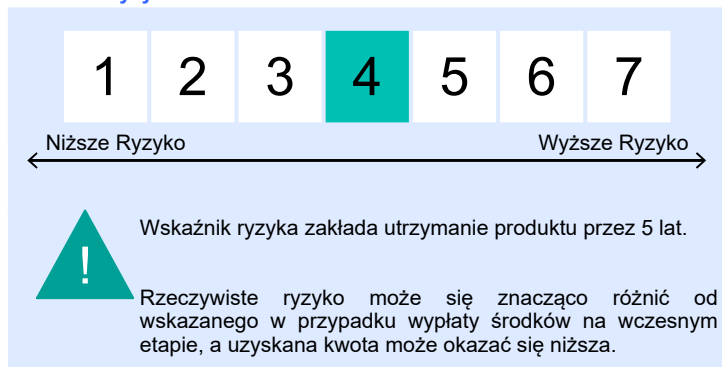 1 2 3 4 5 6 7
Niższe Ryzyko Wyższe Ryzyko
Wskaźnik ryzyka zakłada utrzymanie produktu przez 5 lat.
!
Rzeczywiste ryzyko może się znacząco różnić od
wskazanego w przypadku wypłaty środków na wczesnym
etapie, a uzyskana kwota może okazać się niższa.